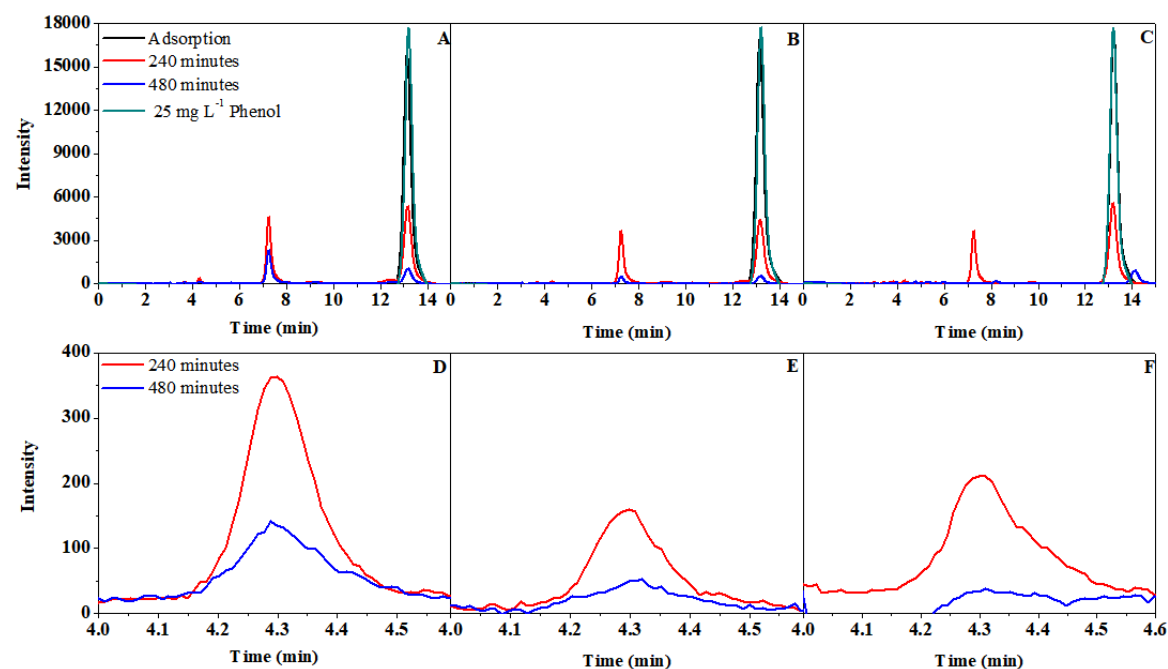 18000
15000
12000
9000
6000
3000
0
Intensity
Adsorption
240 minutes
480 minutes
25 mg L⁻¹ Phenol
A
B
C
0 2 4 6 8 10 12 14
0 2 4 6 8 10 12 14
0 2 4 6 8 10 12 14
Time (min)
Time (min)
Time (min)
400
300
200
100
0
Intensity
240 minutes
480 minutes
D
E
F
4.0 4.1 4.2 4.3 4.4 4.5
4.0 4.1 4.2 4.3 4.4 4.5
4.0 4.1 4.2 4.3 4.4 4.5 4.6
Time (min)
Time (min)
Time (min)